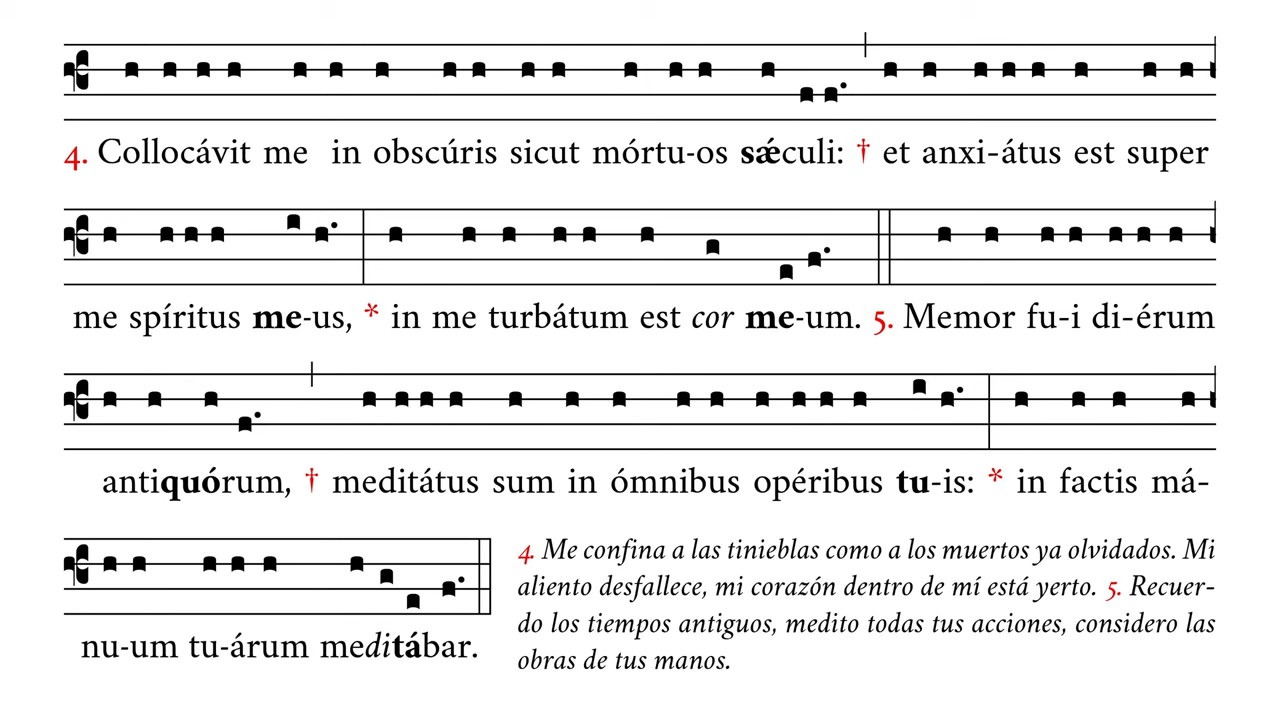 4. Collocávit me in obscúris sicut mórtu-os sǽculi: † et anxi-átus est super
me spíritus me-us, * in me turbátum est cor me-um. 5. Memor fu-i di-érum
antiquórum, † meditátus sum in ómnibus opéribus tu-is: * in factis má-
nu-um tu-árum meditábar.
4. Me confina a las tinieblas como a los muertos ya olvidados. Mi
aliento desfallece, mi corazón dentro de mí está yerto. 5. Recuer-
do los tiempos antiguos, medito todas tus acciones, considero las
obras de tus manos.